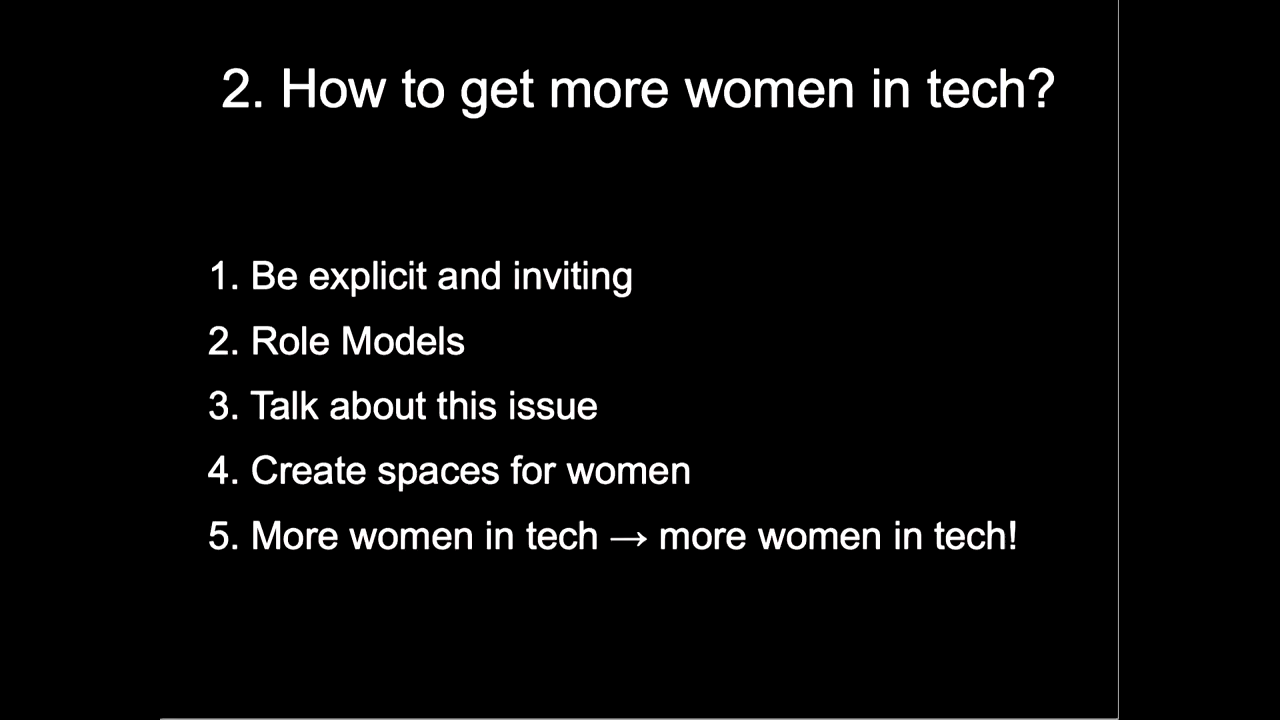 2. How to get more women in tech?
1. Be explicit and inviting
2. Role Models
3. Talk about this issue
4. Create spaces for women
5. More women in tech → more women in tech!